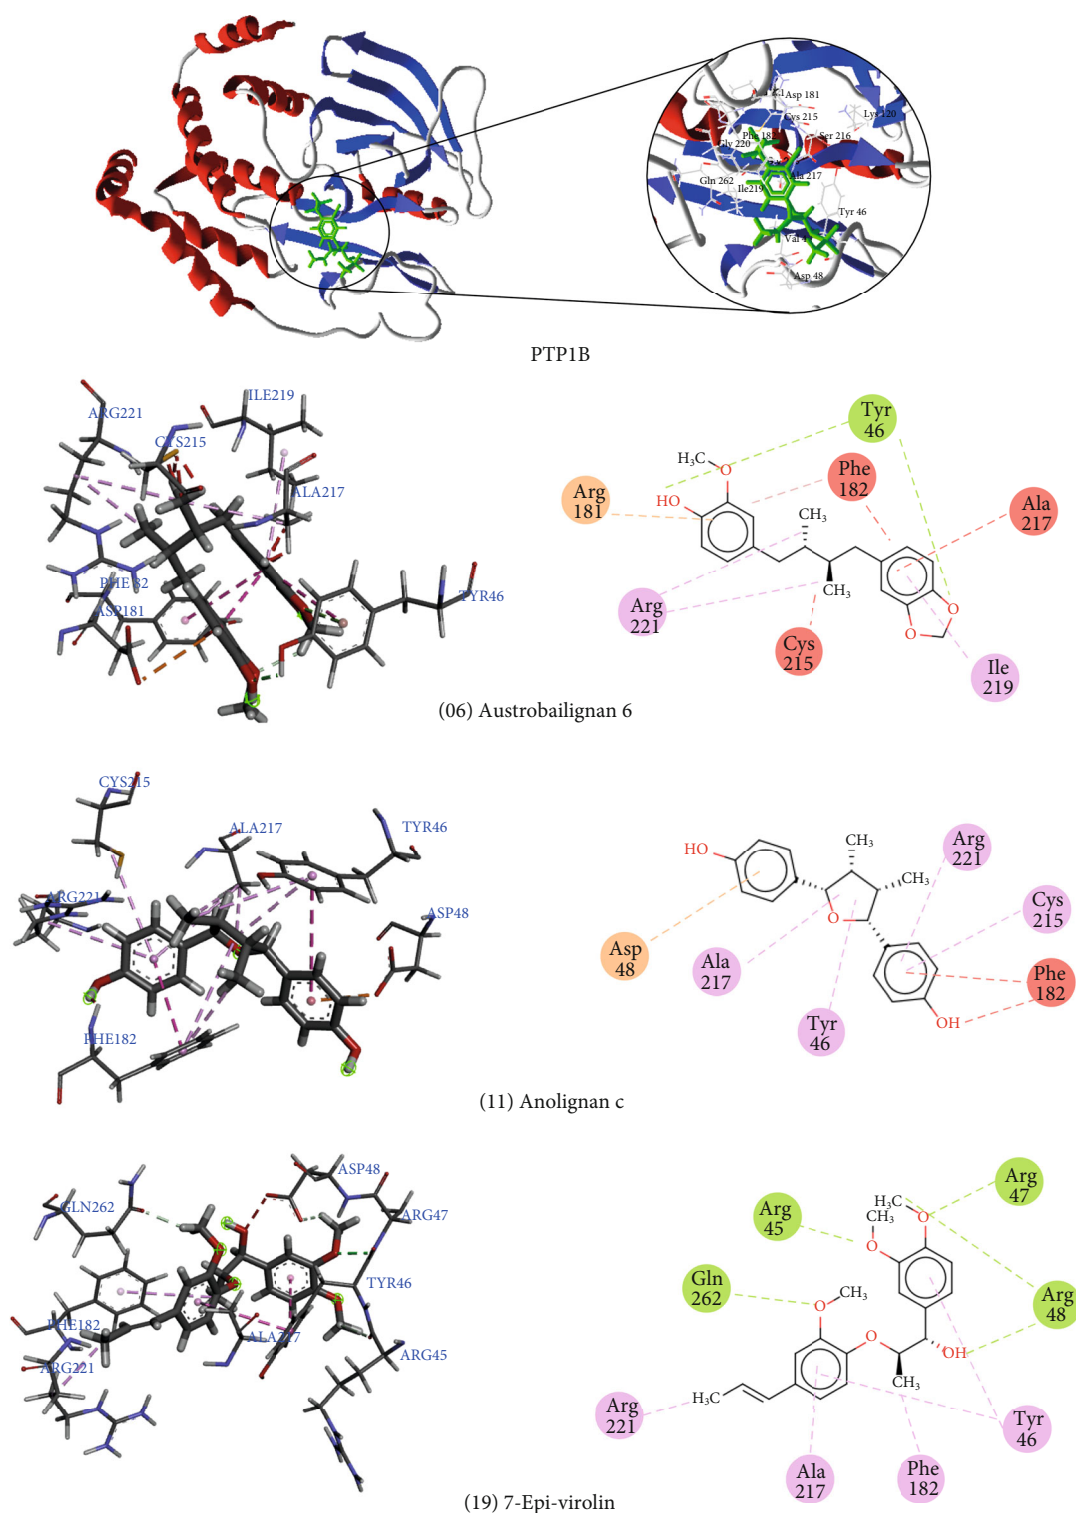 Asp 181
Cys 215
Lys 120
Phe 182
Ser 216
Gly 220
Ala 217
Gln 262
Ile219
Tyr 46
Asp 48
PTP1B
ILE219
ARG221
CYS215
ALA217
ASP181
TYR46
Tyr
46
H₃C
O
Phe
182
Arg
181
HO
Ala
217
CH₃
CH₃
Arg
221
O
O
Cys
215
Ile
219
(06) Austrobailignan 6
CYS215
ALA217
TYR46
ARG221
ASP48
PHE182
HO
CH₃
Arg
221
CH₃
O
Cys
215
Asp
48
Ala
217
Phe
182
Tyr
46
OH
(11) Anolignan c
ASP48
GLN262
ARG47
TYR46
PHE182
ALA217
ARG221
ARG45
Arg
47
H₃C
O
Arg
45
CH₃
O
Gln
262
O
CH₃
Arg
48
O
OH
CH₃
H₃C
Arg
221
Tyr
46
Ala
217
Phe
182
(19) 7-Epi-virolin